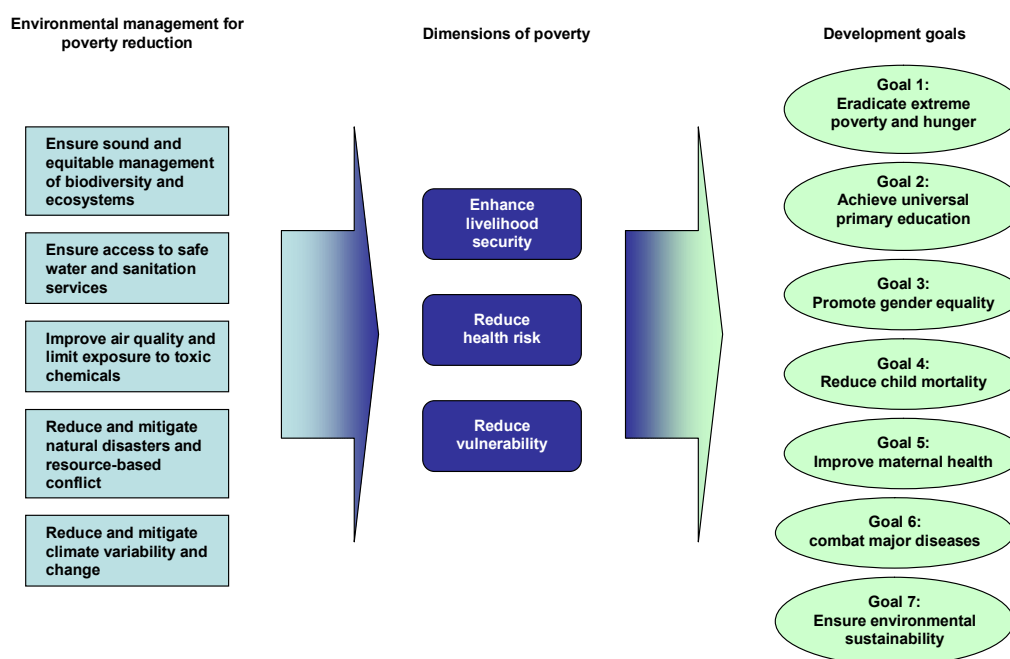 Environmental management for
poverty reduction
Dimensions of poverty
Development goals
Ensure sound and
equitable management
of biodiversity and
ecosystems
Ensure access to safe
water and sanitation
services
Improve air quality and
limit exposure to toxic
chemicals
Reduce and mitigate
natural disasters and
resource-based
conflict
Reduce and mitigate
climate variability and
change
Enhance
livelihood
security
Reduce
health risk
Reduce
vulnerability
Goal 1:
Eradicate extreme
poverty and hunger
Goal 2:
Achieve universal
primary education
Goal 3:
Promote gender equality
Goal 4:
Reduce child mortality
Goal 5:
Improve maternal health
Goal 6:
combat major diseases
Goal 7:
Ensure environmental
sustainability